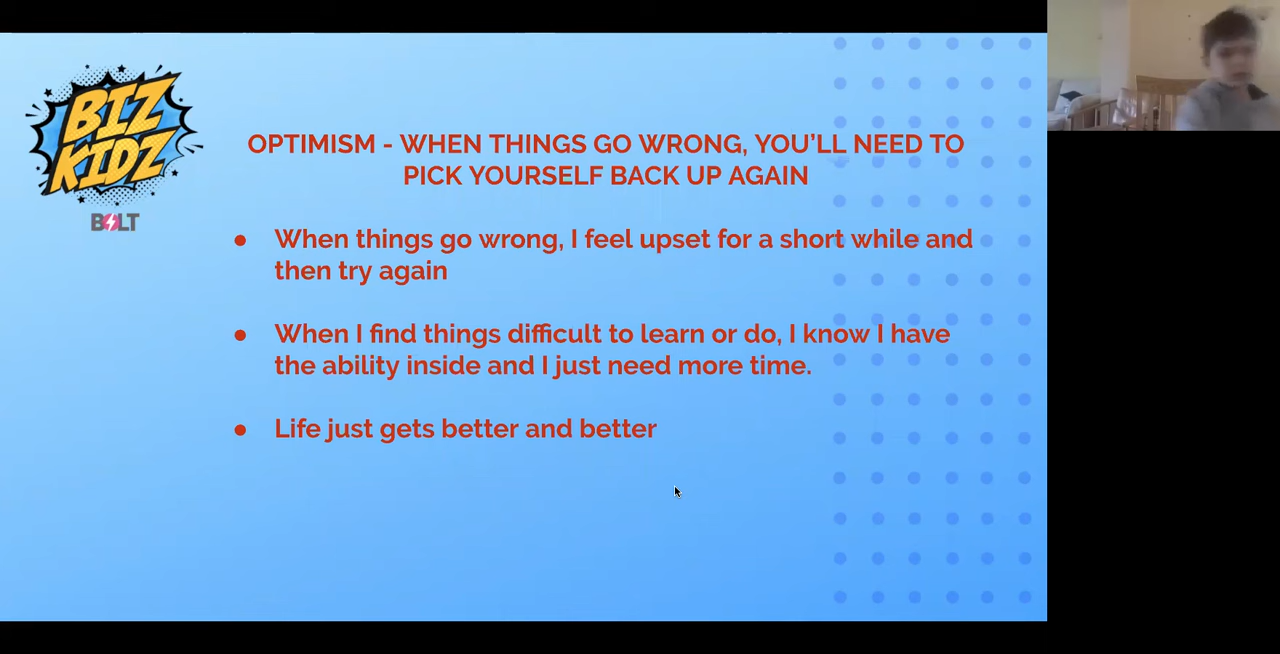 BIZ
KIDZ
BOLT
OPTIMISM - WHEN THINGS GO WRONG, YOU'LL NEED TO
PICK YOURSELF BACK UP AGAIN
● When things go wrong, I feel upset for a short while and
then try again
● When I find things difficult to learn or do, I know I have
the ability inside and I just need more time.
● Life just gets better and better